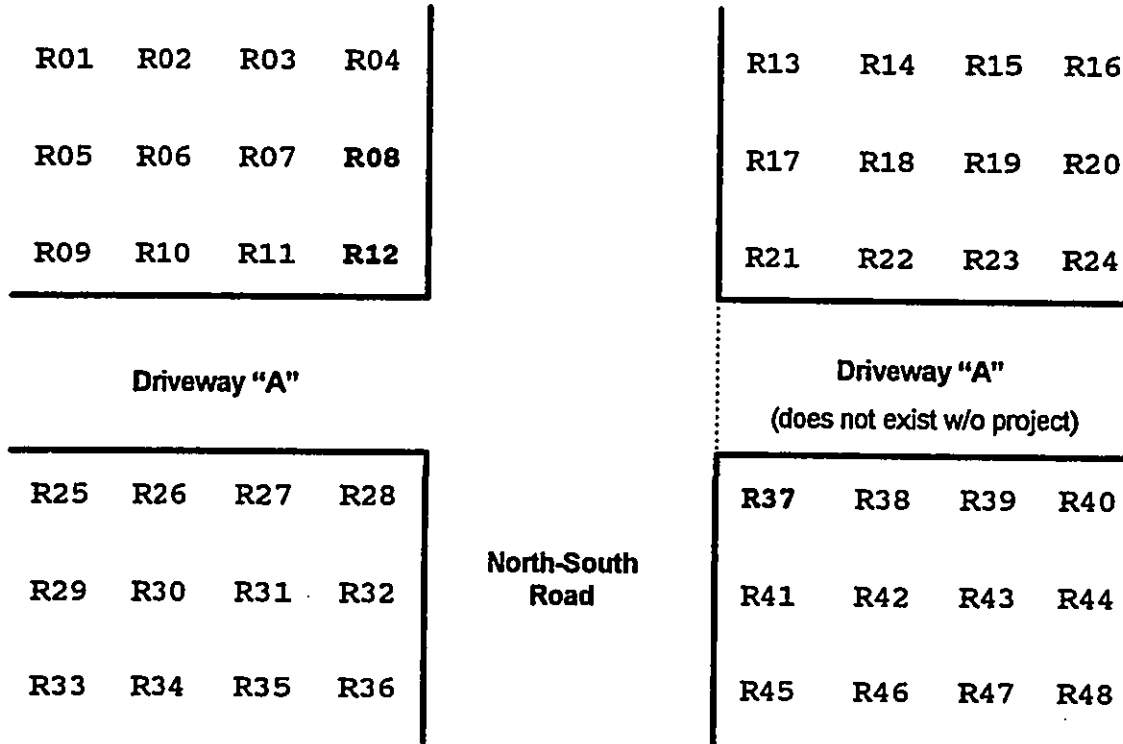 R01 R02 R03 R04 R13 R14 R15 R16
R05 R06 R07 R08 R17 R18 R19 R20
R09 R10 R11 R12 R21 R22 R23 R24
Driveway “A” Driveway “A”
(does not exist w/o project)
R25 R26 R27 R28 R37 R38 R39 R40
North-South
Road
R29 R30 R31 R32 R41 R42 R43 R44
R33 R34 R35 R36 R45 R46 R47 R48